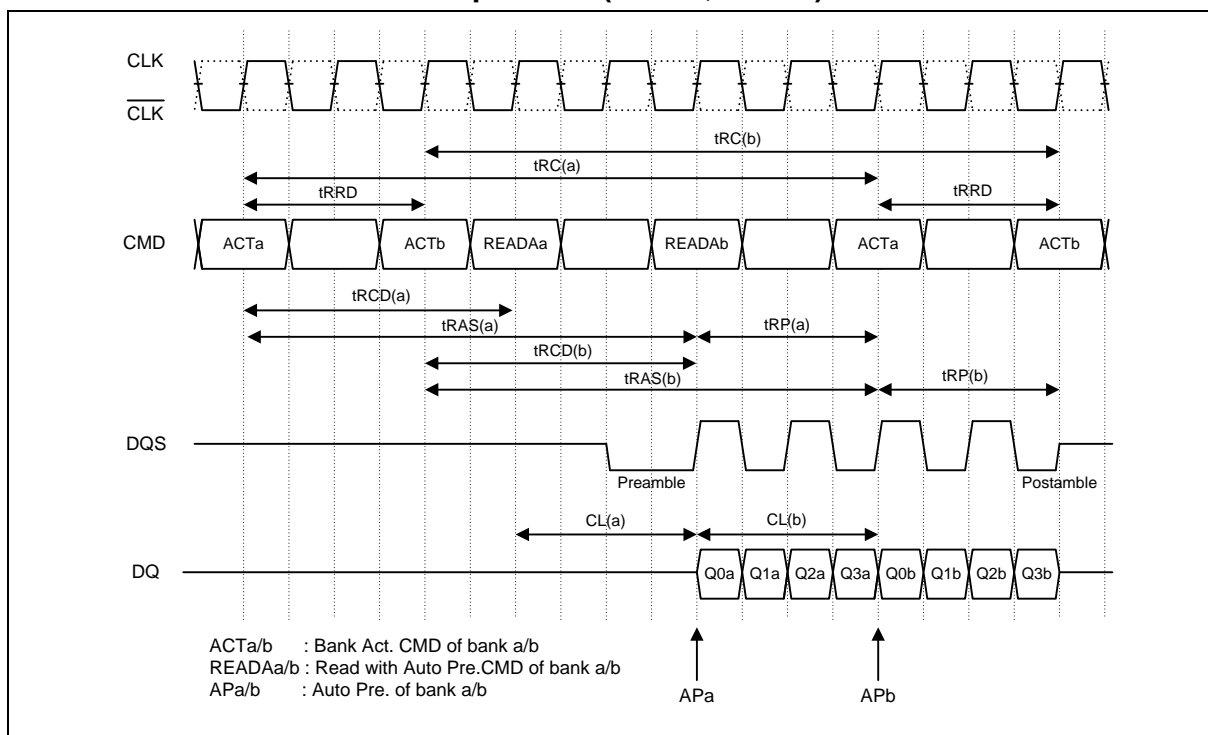 CLK
CLK
tRC(b)
tRC(a)
tRRD tRRD
CMD ACTa ACTb READAa READAb ACTa ACTb
tRCD(a)
tRAS(a) tRP(a)
tRCD(b)
tRAS(b) tRP(b)
DQS
Preamble Postamble
CL(a) CL(b)
DQ Q0a Q1a Q2a Q3a Q0b Q1b Q2b Q3b
ACTa/b : Bank Act. CMD of bank a/b
READAa/b : Read with Auto Pre.CMD of bank a/b
APa/b : Auto Pre. of bank a/b
APa APb